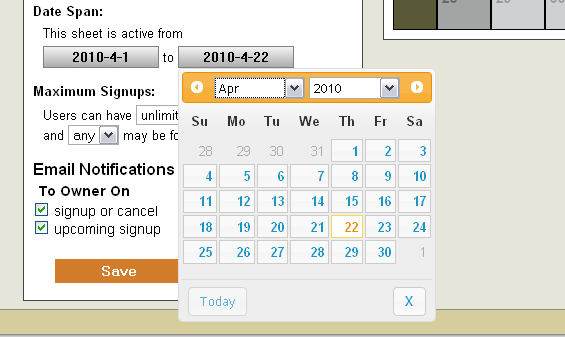 Date Span:
This sheet is active from
2010-4-1 to 2010-4-22
Maximum Signups:
Users can have unlimit
and any may be fo
Email Notifications
To Owner On
signup or cancel
upcoming signup
Save
Apr 2010
Su Mo Tu We Th Fr Sa
28 29 30 31 1 2 3
4 5 6 7 8 9 10
11 12 13 14 15 16 17
18 19 20 21 22 23 24
25 26 27 28 29 30 1
Today X